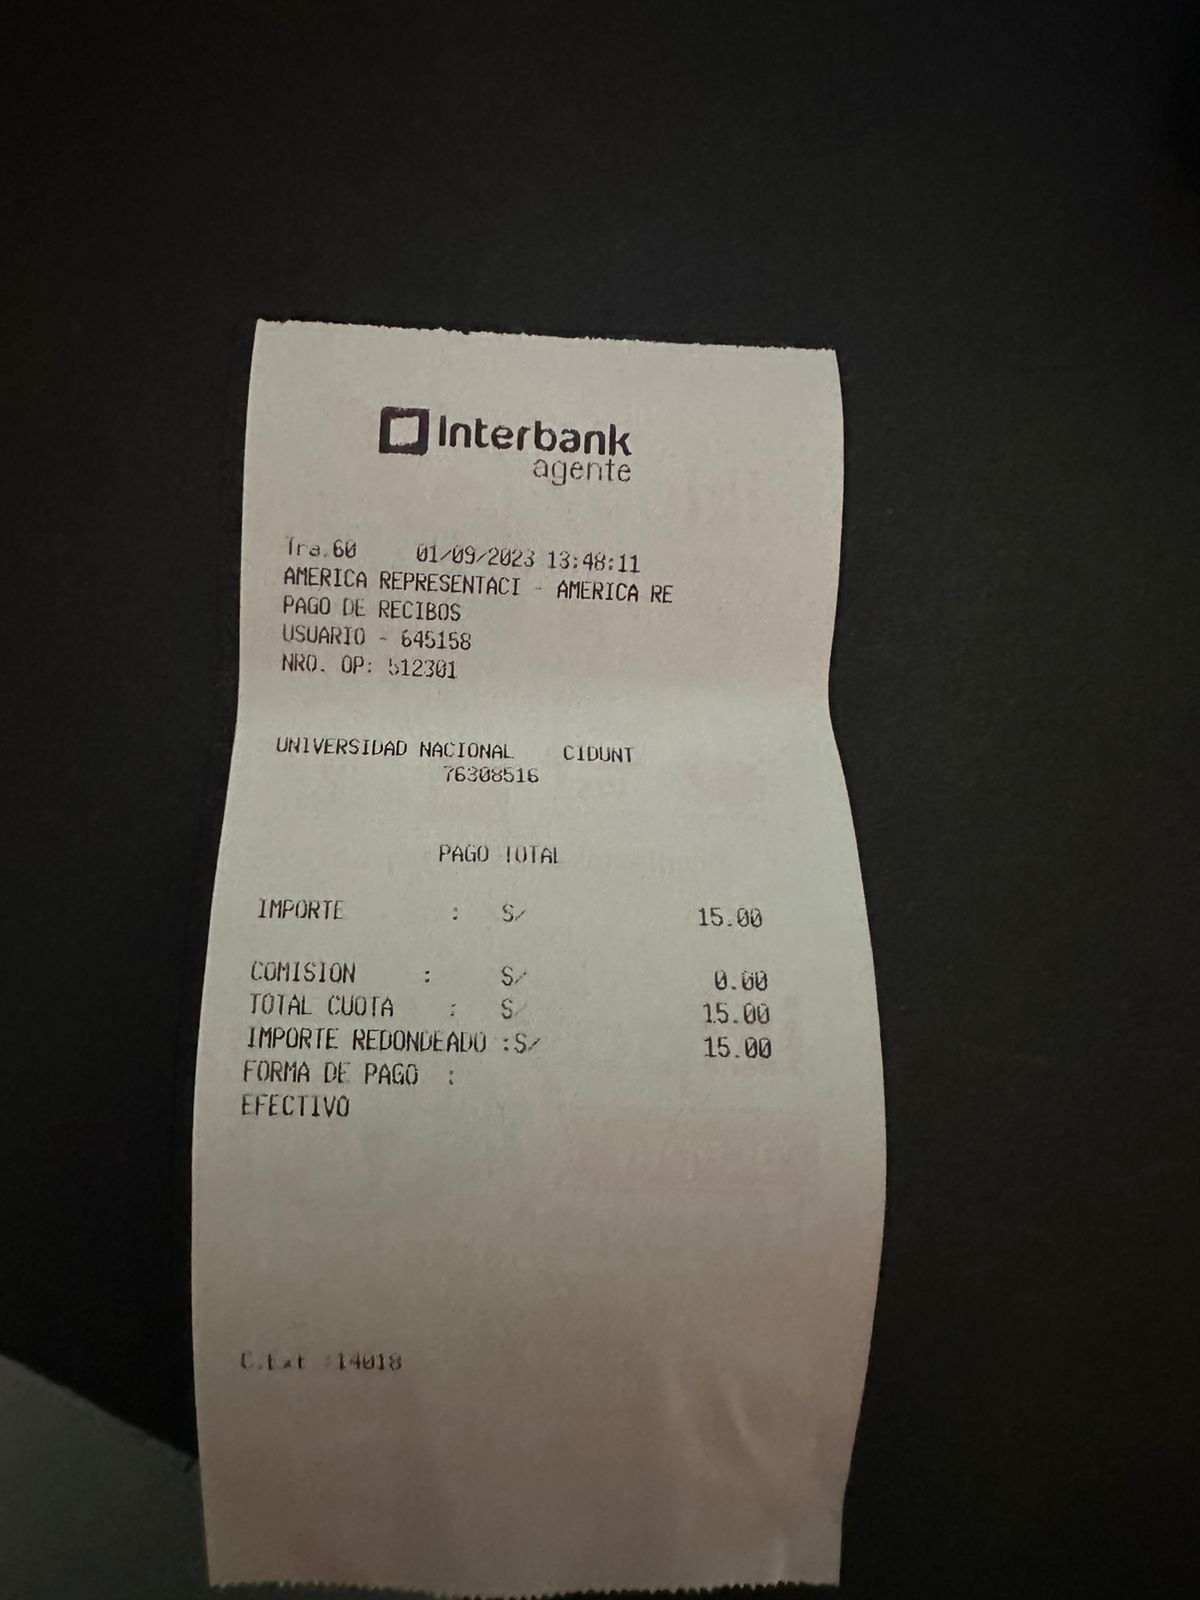 Interbank
agente
Tra.60 01/09/2023 13:48:11
AMERICA REPRESENTACI - AMERICA RE
PAGO DE RECIBOS
USUARIO - 645158
NRO. OP: 512301
UNIVERSIDAD NACIONAL CIDUNT
76308516
PAGO TOTAL
IMPORTE : S/ 15.00
COMISION : S/ 0.00
TOTAL CUOTA : S/ 15.00
IMPORTE REDONDEADO :S/ 15.00
FORMA DE PAGO :
EFECTIVO
14018